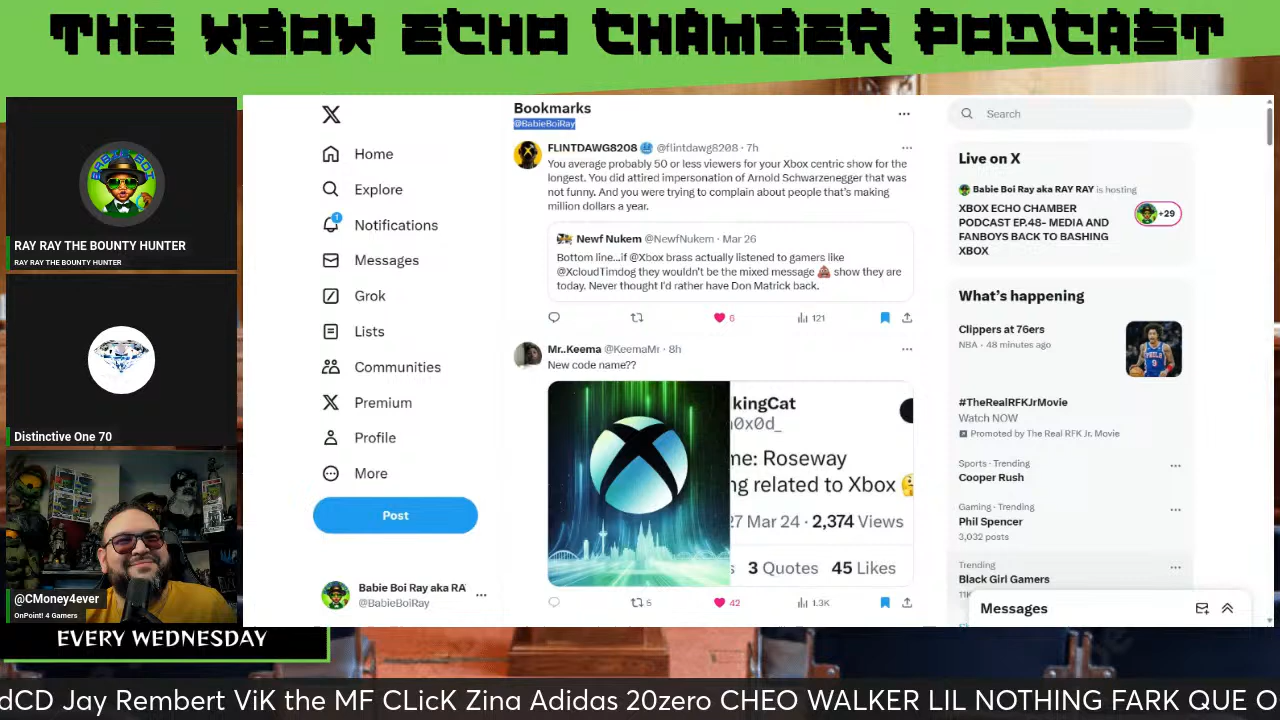 THE XBOX ECHO CHAMBER PODCAST
BABIE BOI
RAY RAY THE BOUNTY HUNTER
RAY RAY THE BOUNTY HUNTER
Distinctive One 70
@CMoney4ever
OnPoint! 4 Gamers
EVERY WEDNESDAY
Home
Explore
1
Notifications
Messages
Grok
Lists
Communities
Premium
Profile
More
Post
Babie Boi Ray aka RA
@BabieBoiRay
Bookmarks
@BabieBoiRay
FLINTDAWG8208 @flintdawg8208 · 7h
You average probably 50 or less viewers for your Xbox centric show for the
longest. You did attired impersonation of Arnold Schwarzenegger that was
not funny. And you were trying to complain about people that's making
million dollars a year.
Newf Nukem @NewfNukem · Mar 26
Bottom line...if @Xbox brass actually listened to gamers like
@XcloudTimdog they wouldn't be the mixed message 💩 show they are
today. Never thought I'd rather have Don Matrick back.
6
121
Mr..Keema @KeemaMr · 8h
New code name??
kingCat
n0x0d_
me: Roseway
ng related to Xbox 🤔
27 Mar 24 · 2,374 Views
s 3 Quotes 45 Likes
5
42
1.3K
Search
Live on X
Babie Boi Ray aka RAY RAY is hosting
XBOX ECHO CHAMBER
PODCAST EP.48- MEDIA AND
FANBOYS BACK TO BASHING
XBOX
+29
What's happening
Clippers at 76ers
NBA · 48 minutes ago
#TheRealRFKJrMovie
Watch NOW
Promoted by The Real RFK Jr. Movie
Sports · Trending
Cooper Rush
Gaming · Trending
Phil Spencer
3,032 posts
Trending
Black Girl Gamers
11K
Messages
dCD Jay Rembert ViK the MF CLicK Zina Adidas 20zero CHEO WALKER LIL NOTHING FARK QUE O